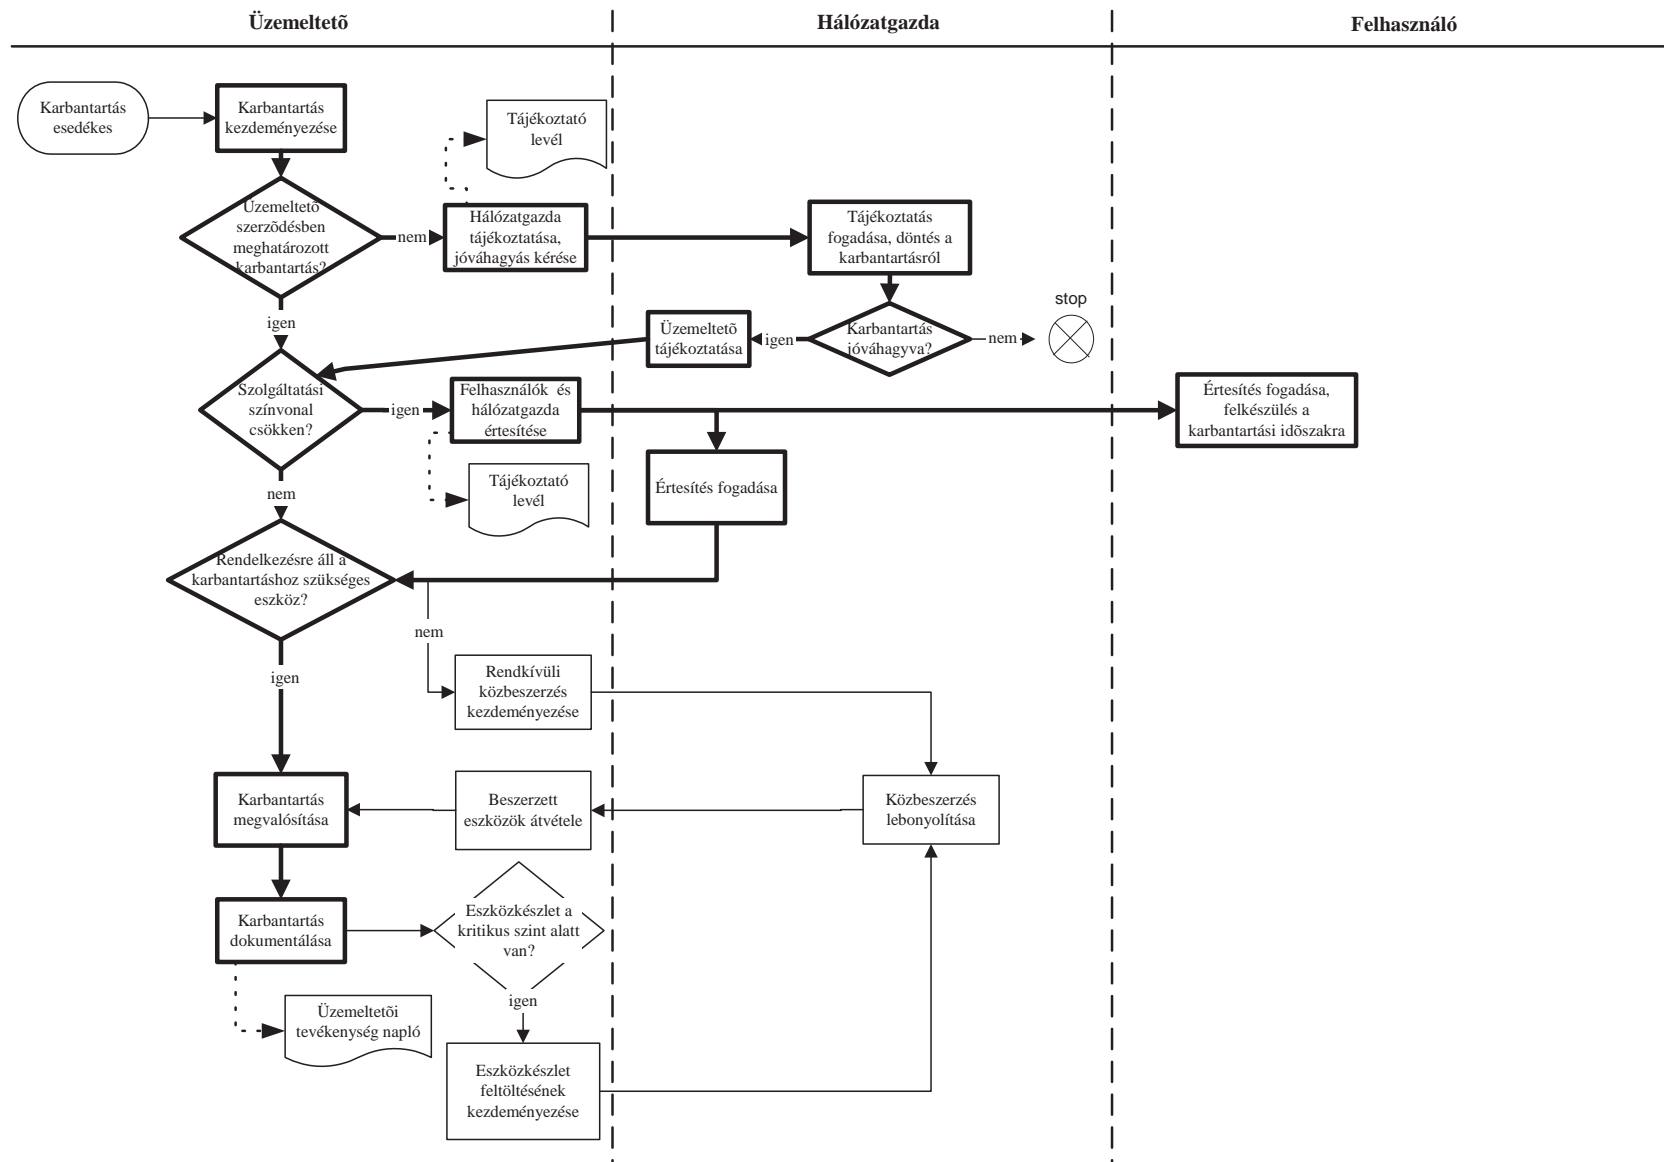 Üzemeltetõ
Hálózatgazda
Felhasználó
Karbantartás
esedékes
Karbantartás
kezdeményezése
Tájékoztató
levél
Üzemeltetõ
szerzõdésben
meghatározott
karbantartás?
nem
Hálózatgazda
tájékoztatása,
jóváhagyás kérése
Tájékoztatás
fogadása, döntés a
karbantartásról
igen
Üzemeltetõ
tájékoztatása
igen
Karbantartás
jóváhagyva?
nem
stop
Szolgáltatási
színvonal
csökken?
igen
Felhasználók és
hálózatgazda
értesítése
Értesítés fogadása,
felkészülés a
karbantartási idõszakra
nem
Tájékoztató
levél
Értesítés fogadása
Rendelkezésre áll a
karbantartáshoz szükséges
eszköz?
nem
igen
Rendkívüli
közbeszerzés
kezdeményezése
Karbantartás
megvalósítása
Beszerzett
eszközök átvétele
Közbeszerzés
lebonyolítása
Karbantartás
dokumentálása
Eszközkészlet a
kritikus szint alatt
van?
igen
Üzemeltetõi
tevékenység napló
Eszközkészlet
feltöltésének
kezdeményezése